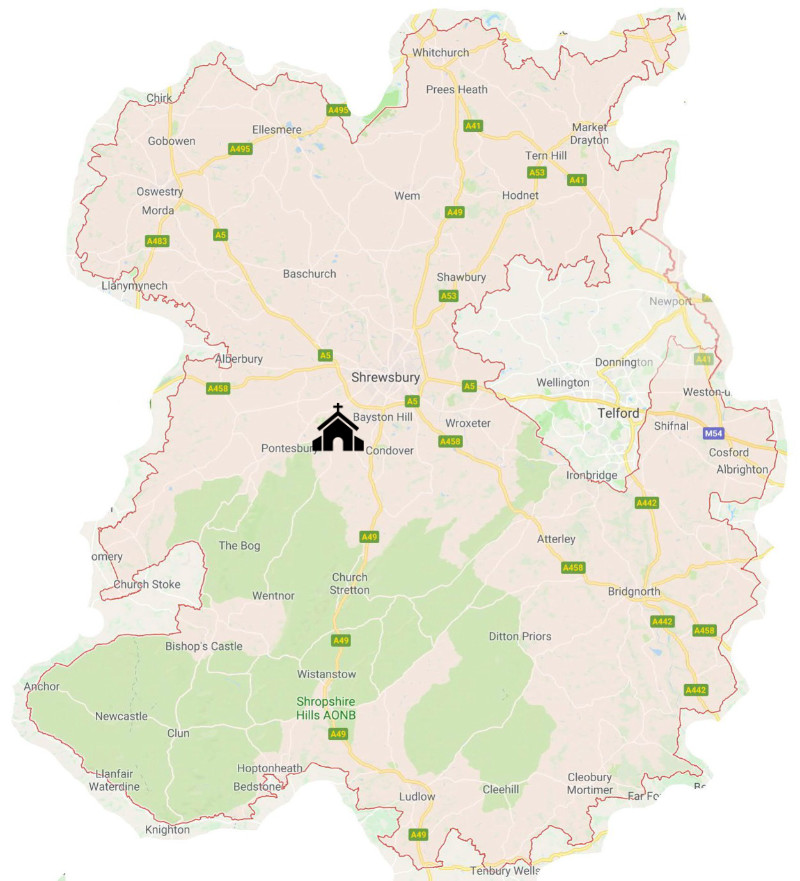 M
Whitchurch
Prees Heath
Chirk
A495
Ellesmere
A41
Market
Drayton
Gobowen
A495
Tern Hill
A53
A41
Oswestry
Wem
Hodnet
Morda
A49
A483
A5
Baschurch
Shawbury
Llanymynech
A53
Newport
A5
Alderbury
A41
Donnington
Shrewsbury
Wellington
A458
A5
Weston-u
A5
Telford
Bayston Hill
Wroxeter
Shifnal
M54
A458
Pontesbury
Condover
Cosford
Albrighton
Ironbridge
A442
A49
Atterley
The Bog
omery
A458
Church
Stretton
Church Stoke
Bridgnorth
Wentnor
A442
A458
Ditton Priors
A49
Bishop's Castle
Wistanstow
Anchor
A442
Shropshire
Hills AONB
Newcastle
Clun
A49
Hoptonheath
Llanfair
Waterdine
Bedstone
Cleobury
Mortimer
Cleehill
Ludlow
Far Fo
Be
Knighton
A49
Tenbury Wells